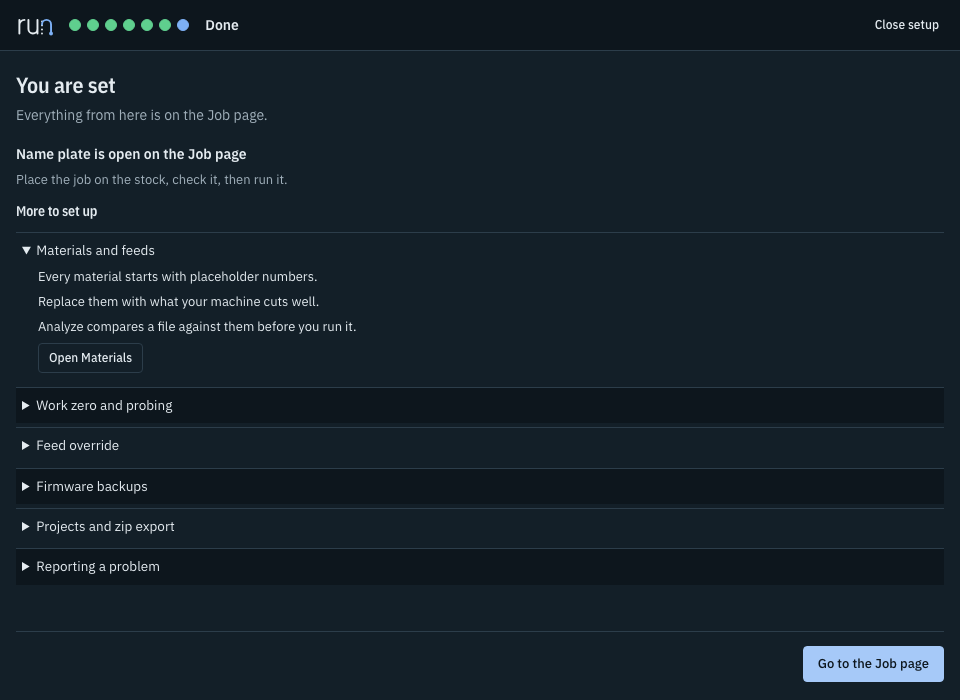 run
Done
Close setup
You are set
Everything from here is on the Job page.
Name plate is open on the Job page
Place the job on the stock, check it, then run it.
More to set up
Materials and feeds
Every material starts with placeholder numbers.
Replace them with what your machine cuts well.
Analyze compares a file against them before you run it.
Open Materials
Work zero and probing
Feed override
Firmware backups
Projects and zip export
Reporting a problem
Go to the Job page